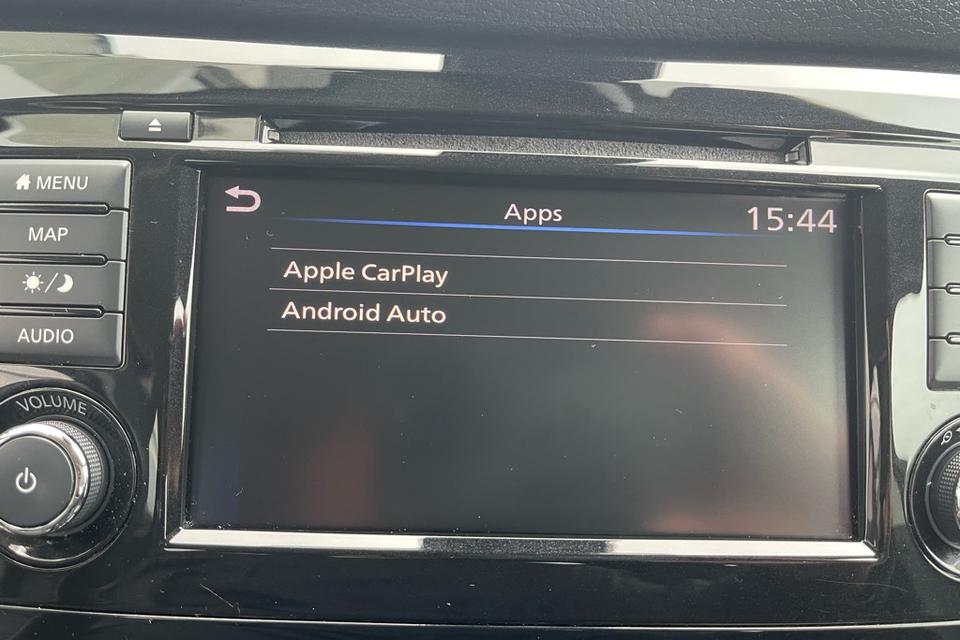 MENU
MAP
AUDIO
VOLUME
Apps
15:44
Apple CarPlay
Android Auto